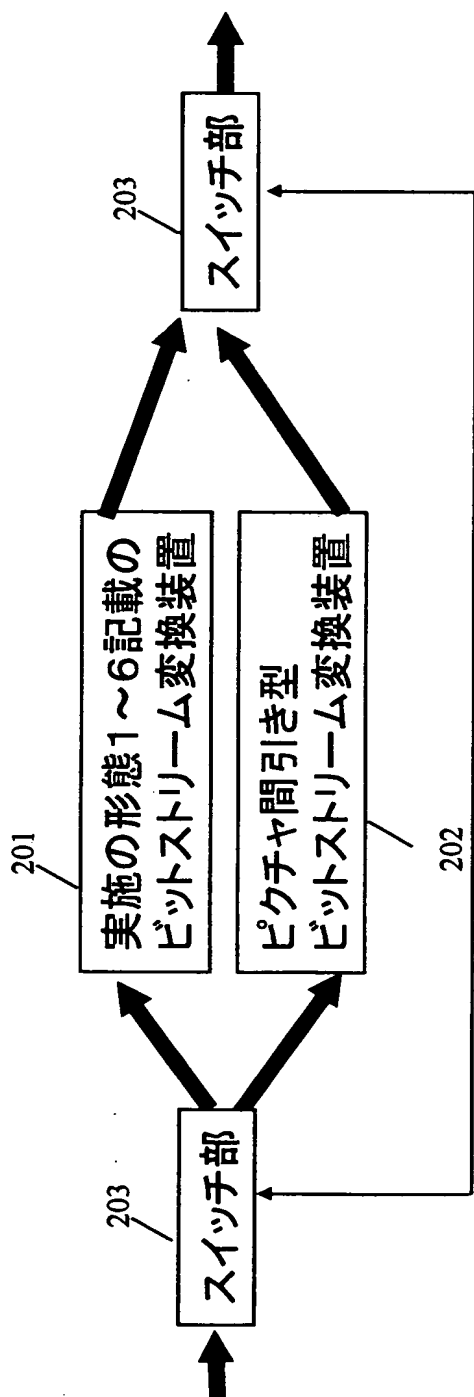 203
スイッチ部
201
実施の形態1～6記載の
ビットストリーム変換装置
ピクチャ間引き型
ビットストリーム変換装置
202
203
スイッチ部